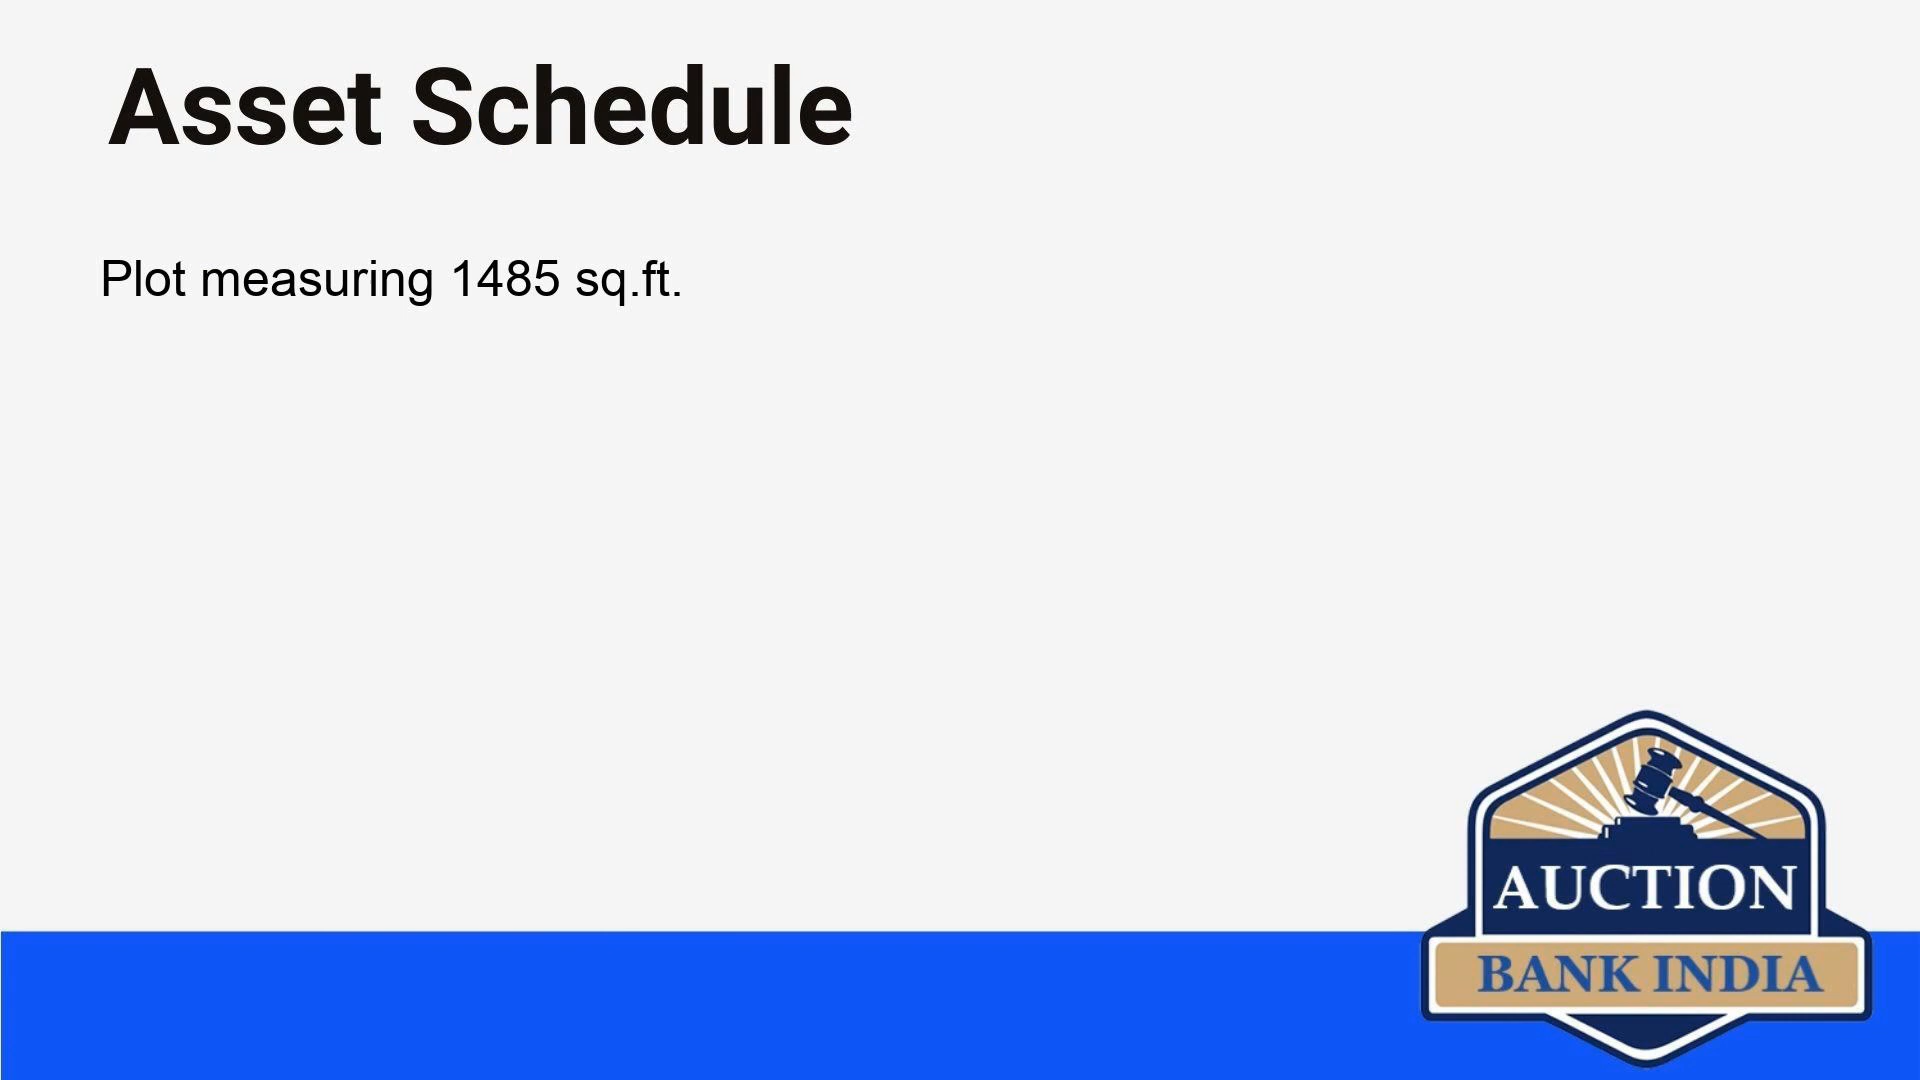 Asset Schedule
Plot measuring 1485 sq.ft.
AUCTION
BANK INDIA